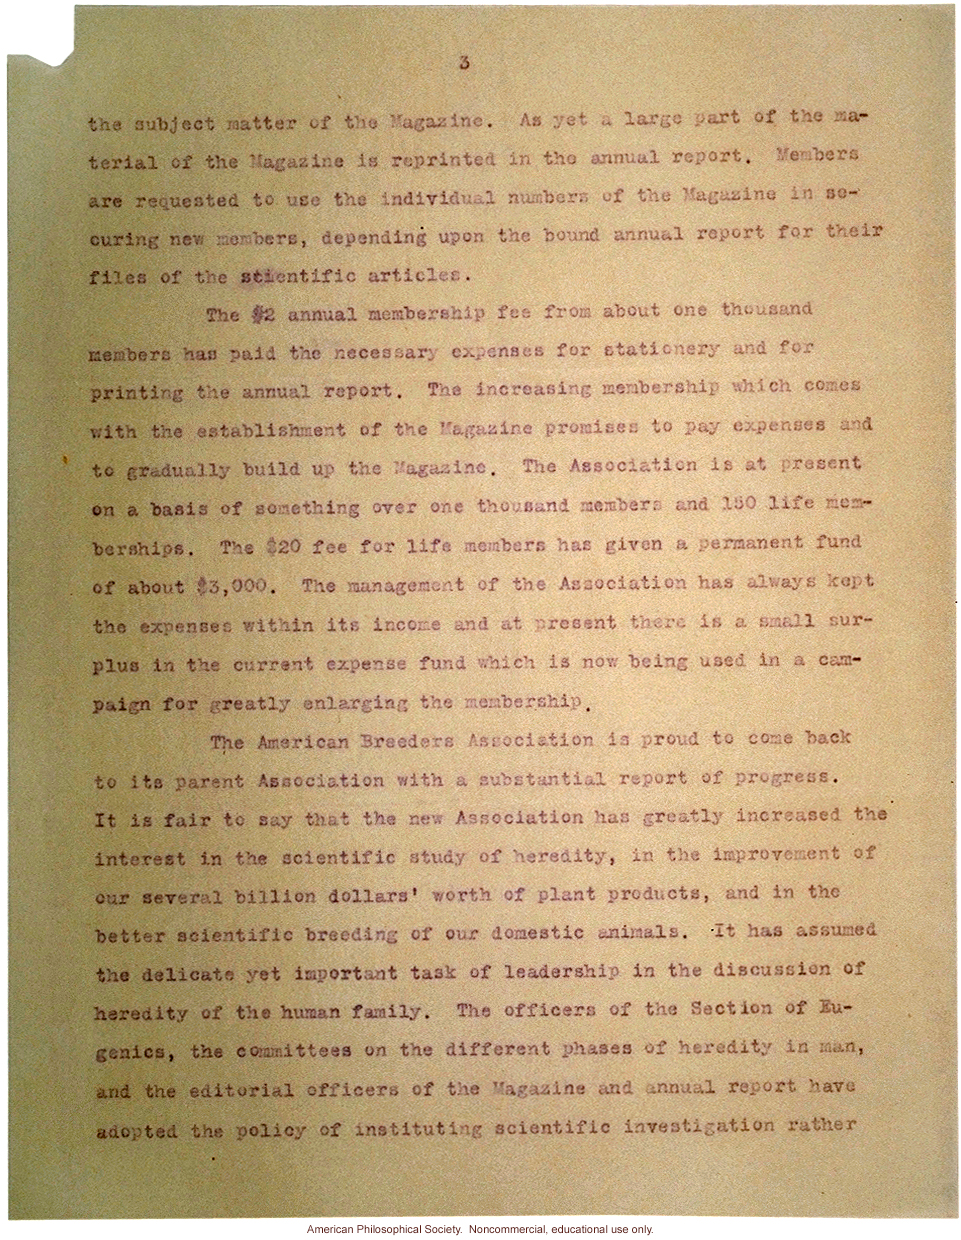 3
the subject matter of the Magazine. As yet a large part of the ma-
terial of the Magazine is reprinted in the annual report. Members
are requested to use the individual numbers of the Magazine in se-
curing new members, depending upon the bound annual report for their
files of the scientific articles.
The $2 annual membership fee from about one thousand
members has paid the necessary expenses for stationery and for
printing the annual report. The increasing membership which comes
with the establishment of the Magazine promises to pay expenses and
to gradually build up the Magazine. The Association is at present
on a basis of something over one thousand members and 150 life mem-
berships. The $20 fee for life members has given a permanent fund
of about $3,000. The management of the Association has always kept
the expenses within its income and at present there is a small sur-
plus in the current expense fund which is now being used in a cam-
paign for greatly enlarging the membership.
The American Breeders Association is proud to come back
to its parent Association with a substantial report of progress.
It is fair to say that the new Association has greatly increased the
interest in the scientific study of heredity, in the improvement of
our several billion dollars' worth of plant products, and in the
better scientific breeding of our domestic animals. It has assumed
the delicate yet important task of leadership in the discussion of
heredity of the human family. The officers of the Section of Eu-
genics, the committees on the different phases of heredity in man,
and the editorial officers of the Magazine and annual report have
adopted the policy of instituting scientific investigation rather
American Philosophical Society. Noncommercial, educational use only.